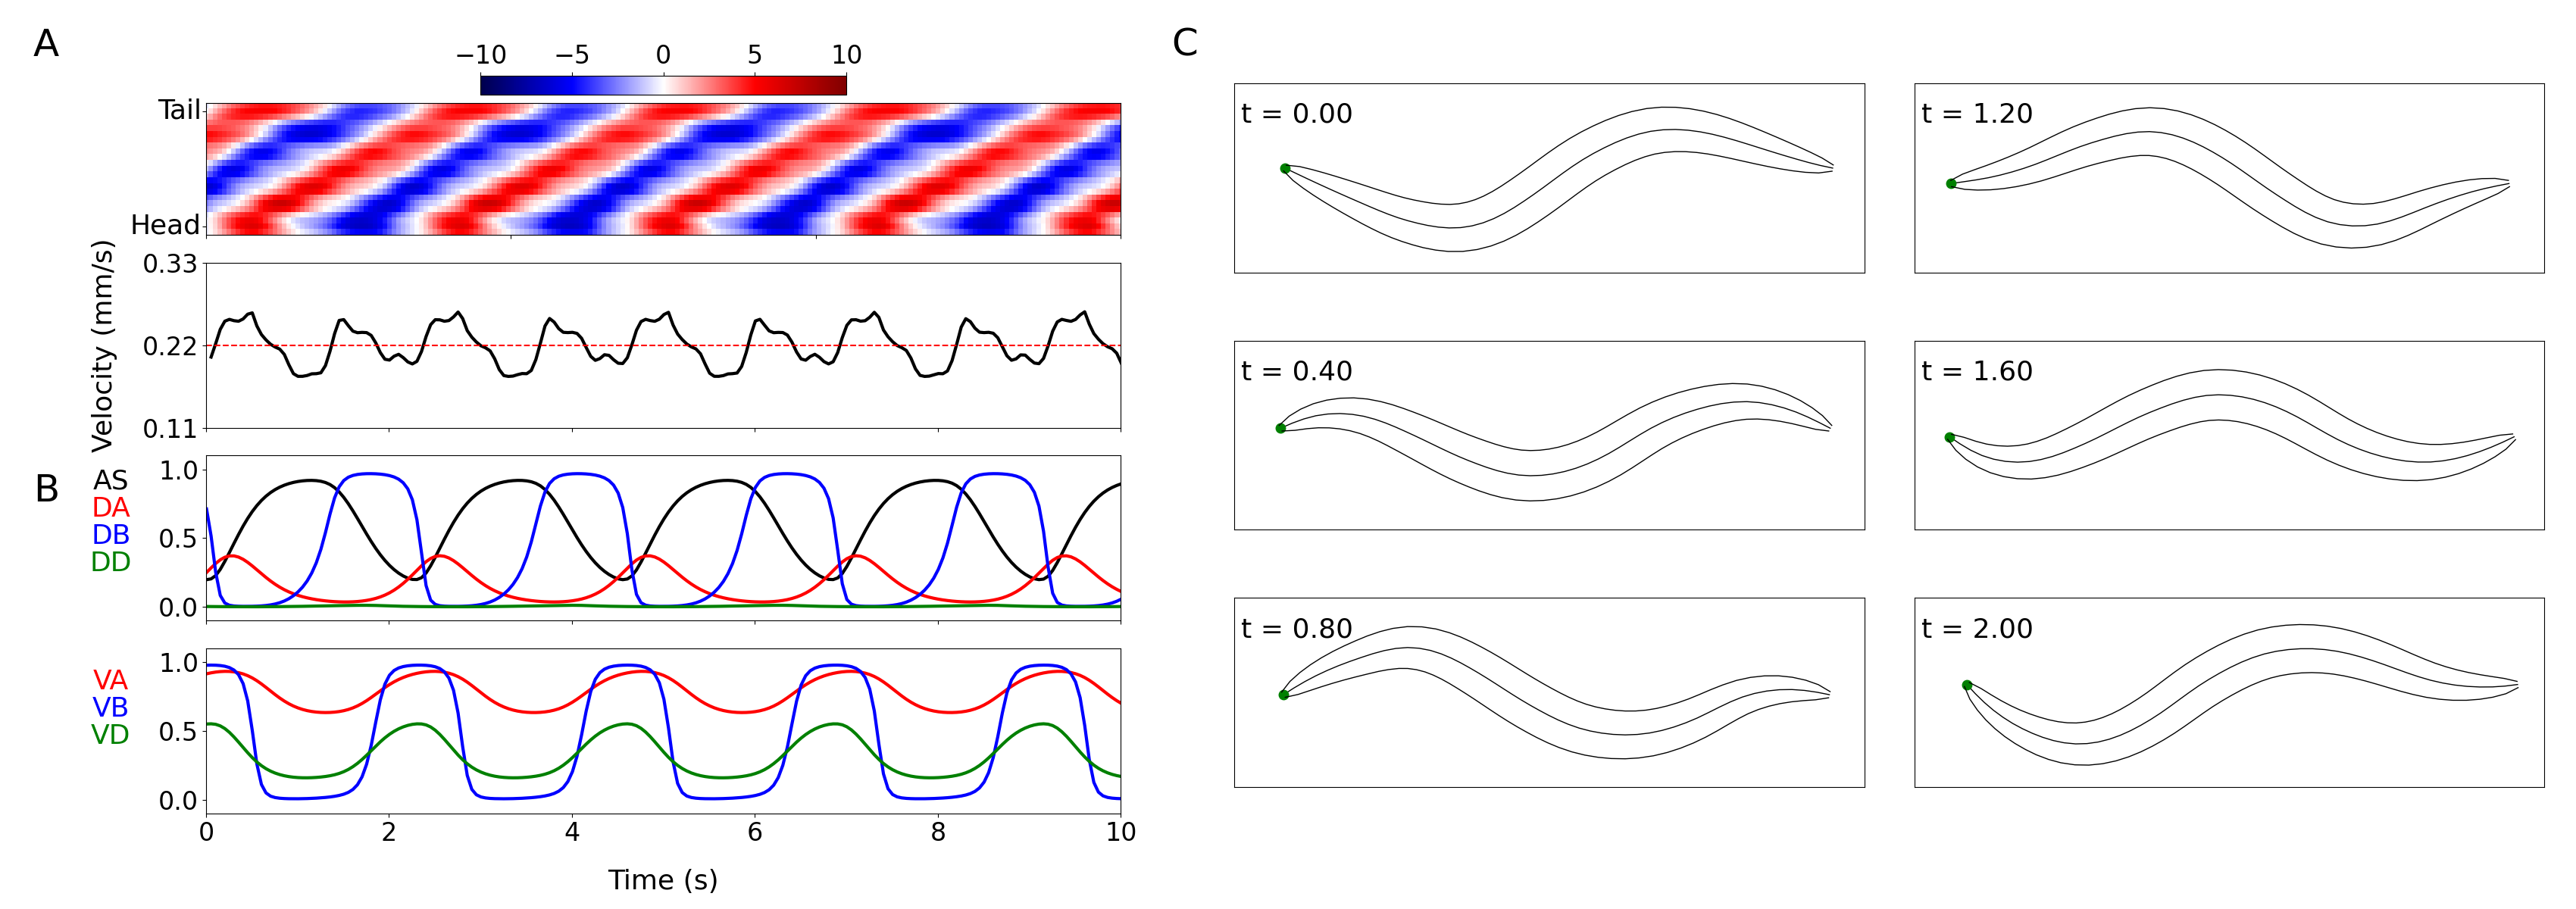 A
−10 −5 0 5 10
Tail
Head
Velocity (mm/s)
0.33
0.22
0.11
B
AS
DA
DB
DD
1.0
0.5
0.0
VA
VB
VD
1.0
0.5
0.0
0 2 4 6 8 10
Time (s)
C
t = 0.00
t = 1.20
t = 0.40
t = 1.60
t = 0.80
t = 2.00